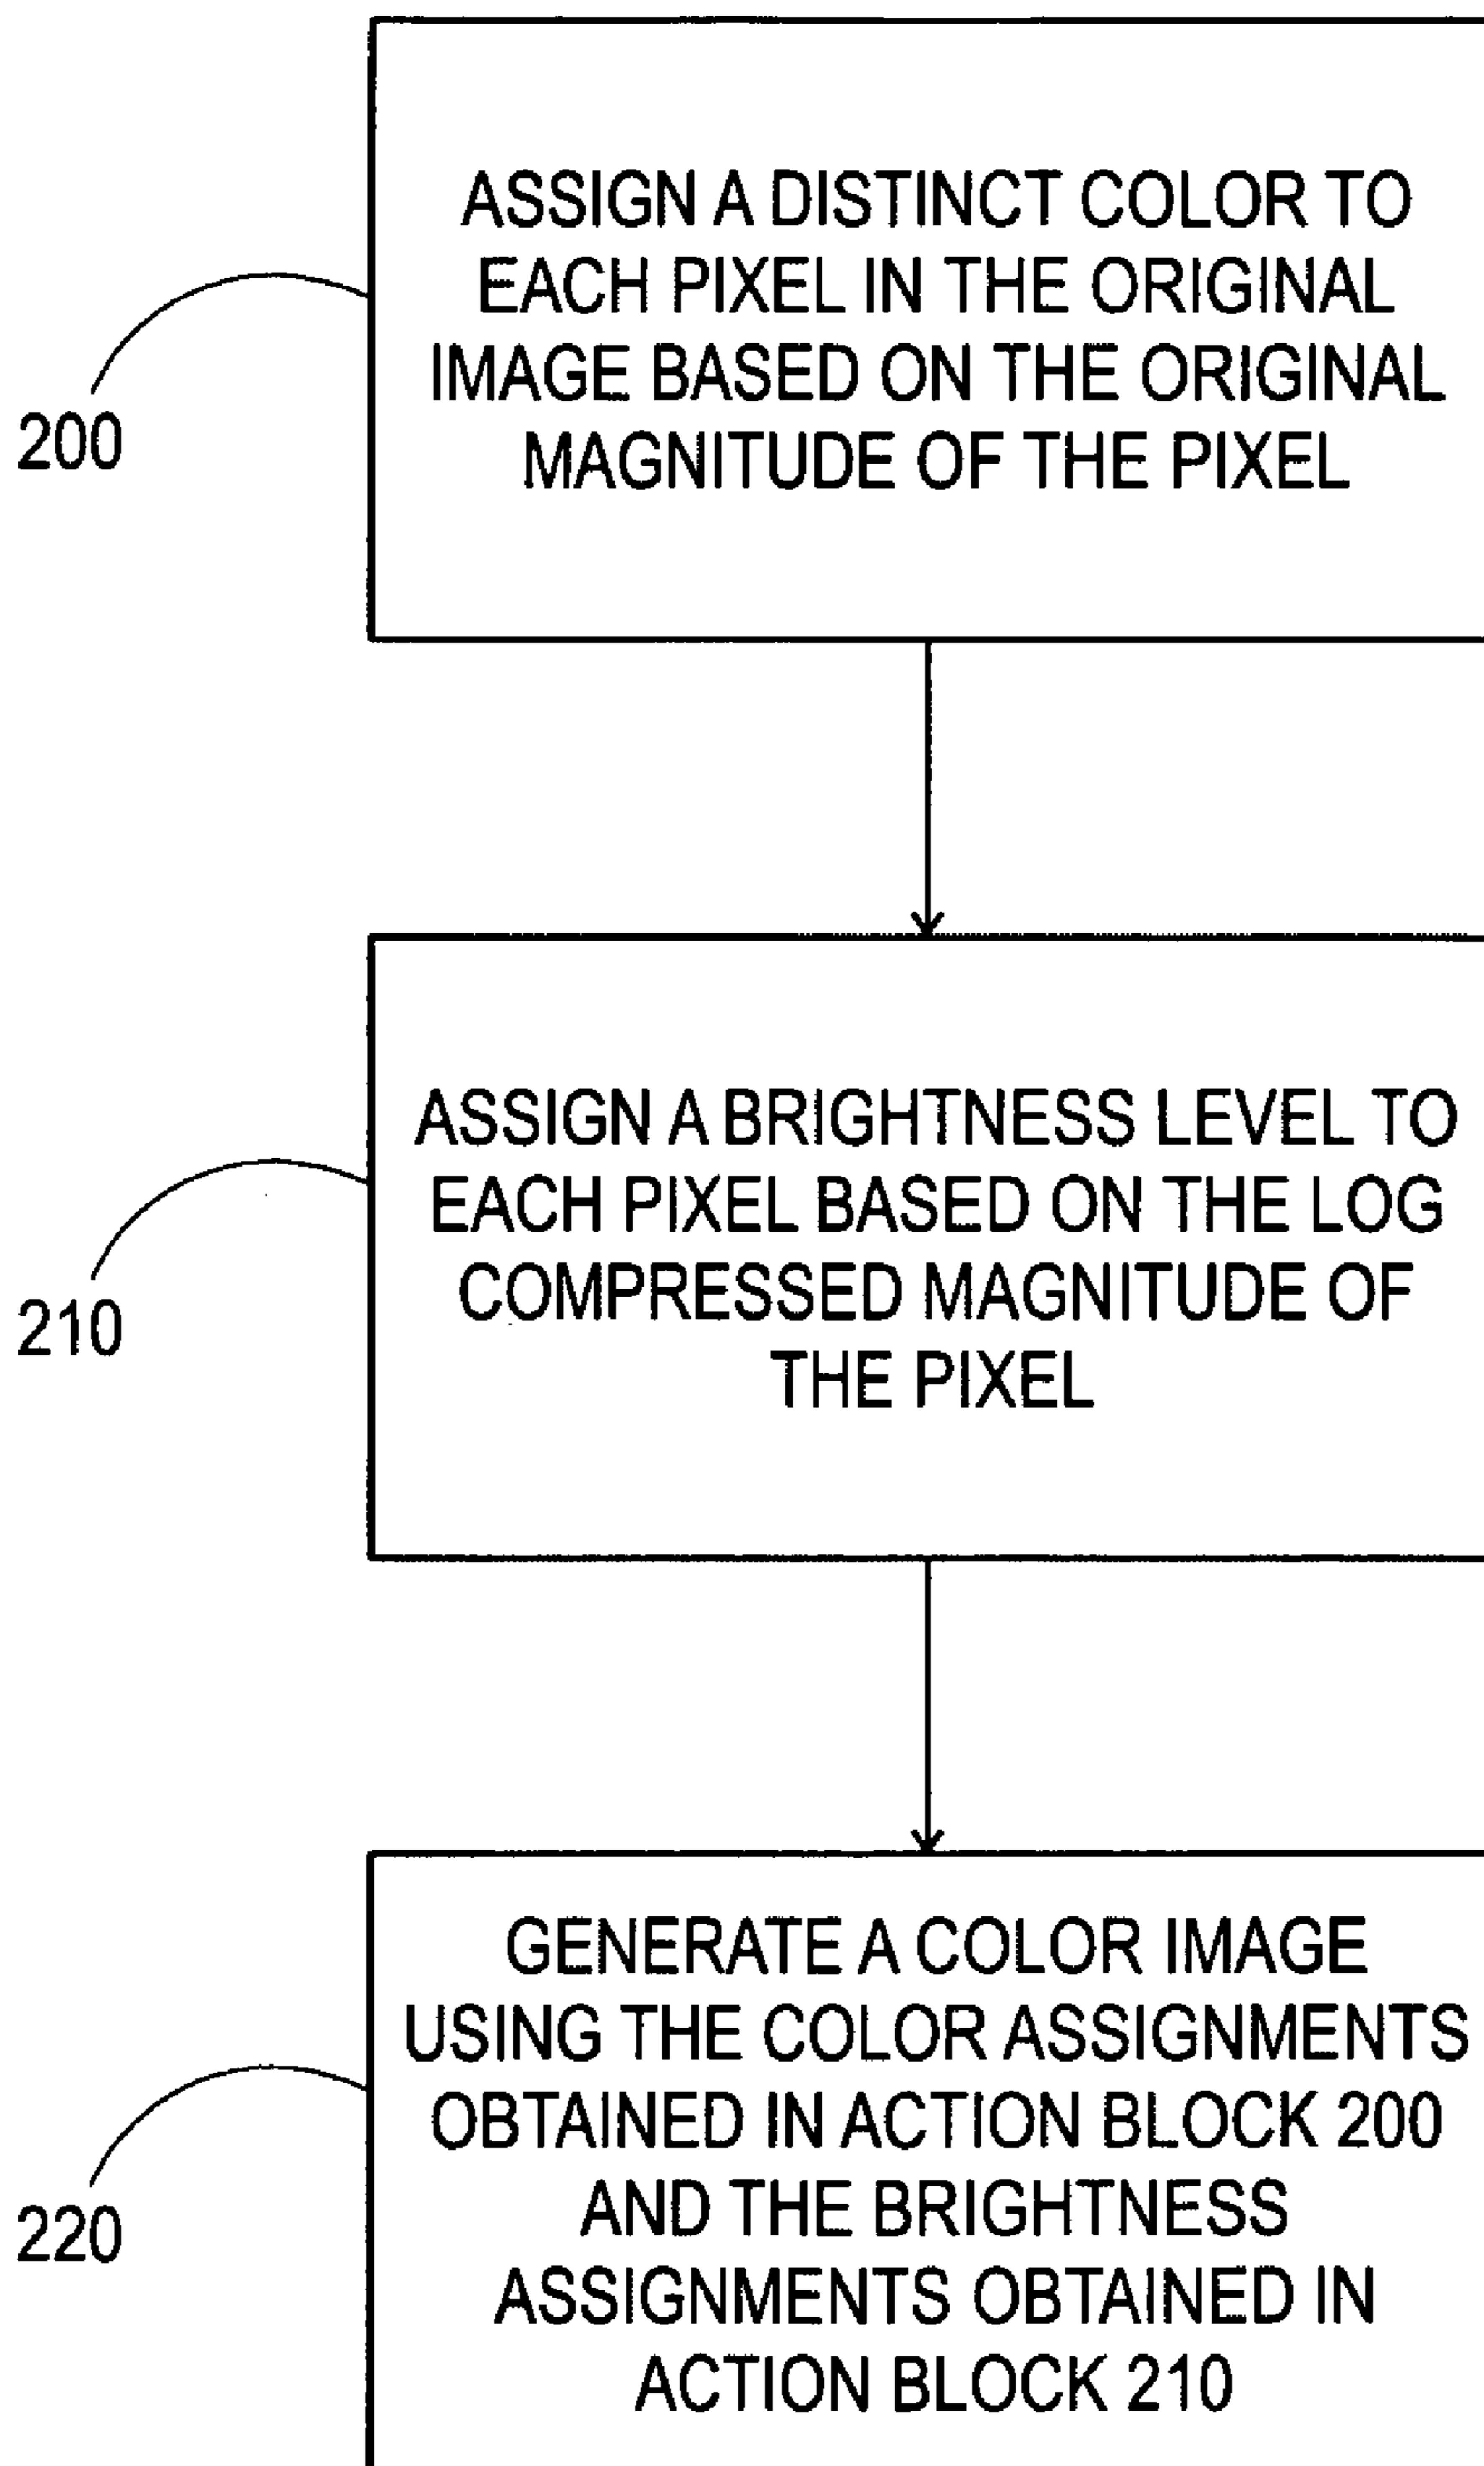 ASSIGN A DISTINCT COLOR TO
EACH PIXEL IN THE ORIGINAL
IMAGE BASED ON THE ORIGINAL
MAGNITUDE OF THE PIXEL
200
ASSIGN A BRIGHTNESS LEVEL TO
EACH PIXEL BASED ON THE LOG
COMPRESSED MAGNITUDE OF
THE PIXEL
210
GENERATE A COLOR IMAGE
USING THE COLOR ASSIGNMENTS
OBTAINED IN ACTION BLOCK 200
AND THE BRIGHTNESS
ASSIGNMENTS OBTAINED IN
ACTION BLOCK 210
220